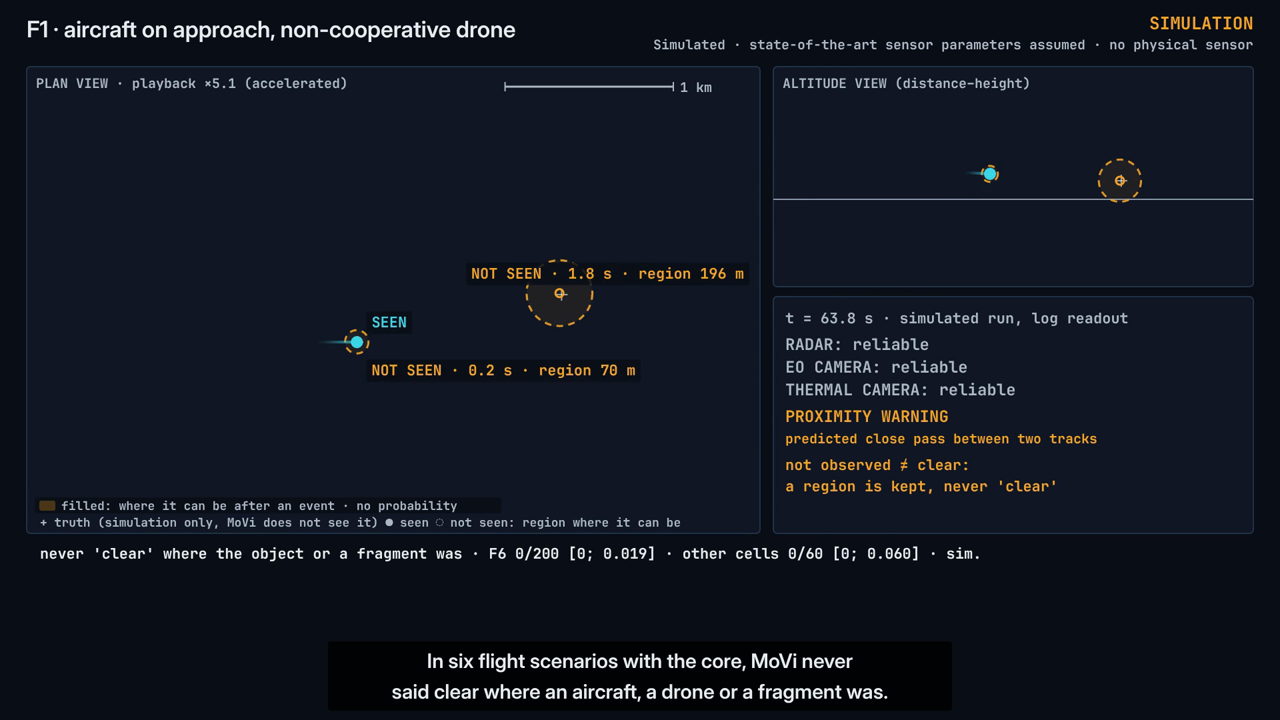 F1 · aircraft on approach, non-cooperative drone
SIMULATION
Simulated · state-of-the-art sensor parameters assumed · no physical sensor
PLAN VIEW · playback ×5.1 (accelerated)
1 km
NOT SEEN · 1.8 s · region 196 m
SEEN
NOT SEEN · 0.2 s · region 70 m
filled: where it can be after an event · no probability
+ truth (simulation only, MoVi does not see it) ● seen ◌ not seen: region where it can be
ALTITUDE VIEW (distance-height)
t = 63.8 s · simulated run, log readout
RADAR: reliable
EO CAMERA: reliable
THERMAL CAMERA: reliable
PROXIMITY WARNING
predicted close pass between two tracks
not observed ≠ clear:
a region is kept, never 'clear'
never 'clear' where the object or a fragment was · F6 0/200 [0; 0.019] · other cells 0/60 [0; 0.060] · sim.
In six flight scenarios with the core, MoVi never
said clear where an aircraft, a drone or a fragment was.